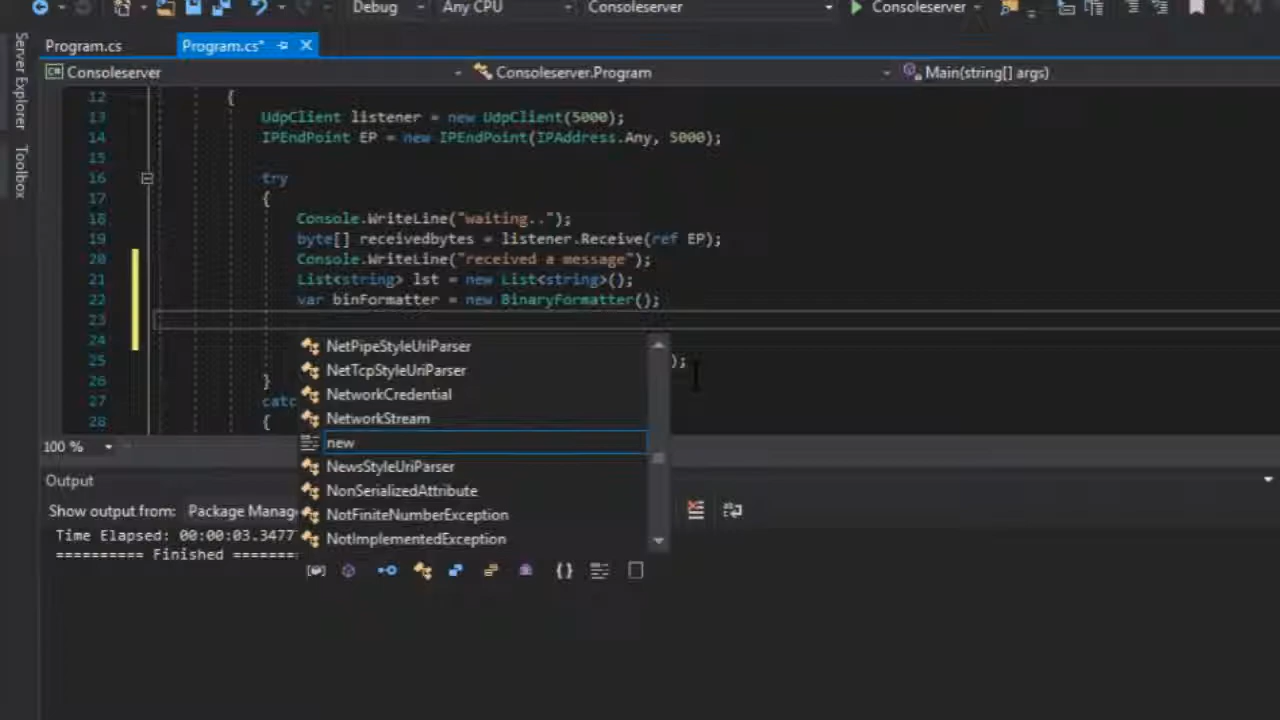 Debug Any CPU Consoleserver Consoleserver
Server Explorer
Toolbox
Program.cs Program.cs*
Consoleserver Consoleserver.Program Main(string[] args)
12 {
13 UdpClient listener = new UdpClient(5000);
14 IPEndPoint EP = new IPEndPoint(IPAddress.Any, 5000);
15
16 try
17 {
18 Console.WriteLine("waiting..");
19 byte[] receivedbytes = listener.Receive(ref EP);
20 Console.WriteLine("received a message");
21 List<string> lst = new List<string>();
22 var binFormatter = new BinaryFormatter();
23
24
25 );
26 }
27 catc
28 {
NetPipeStyleUriParser
NetTcpStyleUriParser
NetworkCredential
NetworkStream
new
NewsStyleUriParser
NonSerializedAttribute
NotFiniteNumberException
NotImplementedException
100 %
Output
Show output from: Package Manag
Time Elapsed: 00:00:03.3477
========== Finished =======